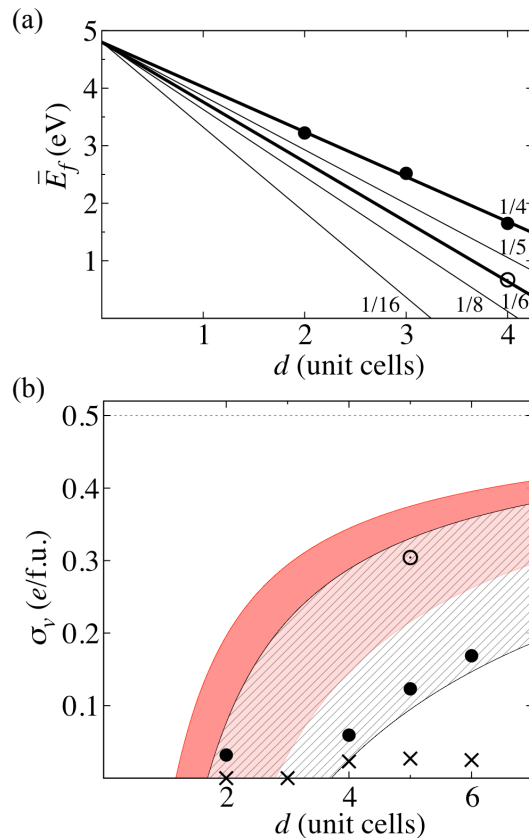 (a)
5
4
3
2
1
Ē_f (eV)
1/4
1/5
1/6
1/8
1/16
1 2 3 4
d (unit cells)
(b)
0.5
0.4
0.3
0.2
0.1
σ_v (e/f.u.)
2 4 6
d (unit cells)